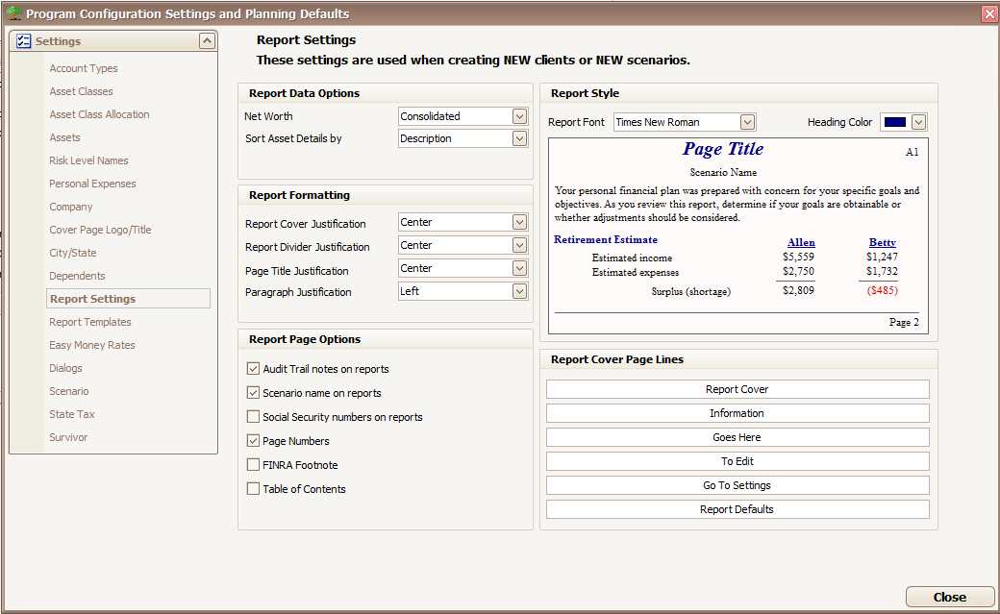 Program Configuration Settings and Planning Defaults
Settings
Account Types
Asset Classes
Asset Class Allocation
Assets
Risk Level Names
Personal Expenses
Company
Cover Page Logo/Title
City/State
Dependents
Report Settings
Report Templates
Easy Money Rates
Dialogs
Scenario
State Tax
Survivor
Report Settings
These settings are used when creating NEW clients or NEW scenarios.
Report Data Options
Net Worth Consolidated
Sort Asset Details by Description
Report Formatting
Report Cover Justification Center
Report Divider Justification Center
Page Title Justification Center
Paragraph Justification Left
Report Page Options
Audit Trail notes on reports
Scenario name on reports
Social Security numbers on reports
Page Numbers
FINRA Footnote
Table of Contents
Report Style
Report Font Times New Roman Heading Color
Page Title A1
Scenario Name
Your personal financial plan was prepared with concern for your specific goals and
objectives. As you review this report, determine if your goals are obtainable or
whether adjustments should be considered.
Retirement Estimate Allen Betty
Estimated income $5,559 $1,247
Estimated expenses $2,750 $1,732
Surplus (shortage) $2,809 ($485)
Page 2
Report Cover Page Lines
Report Cover
Information
Goes Here
To Edit
Go To Settings
Report Defaults
Close